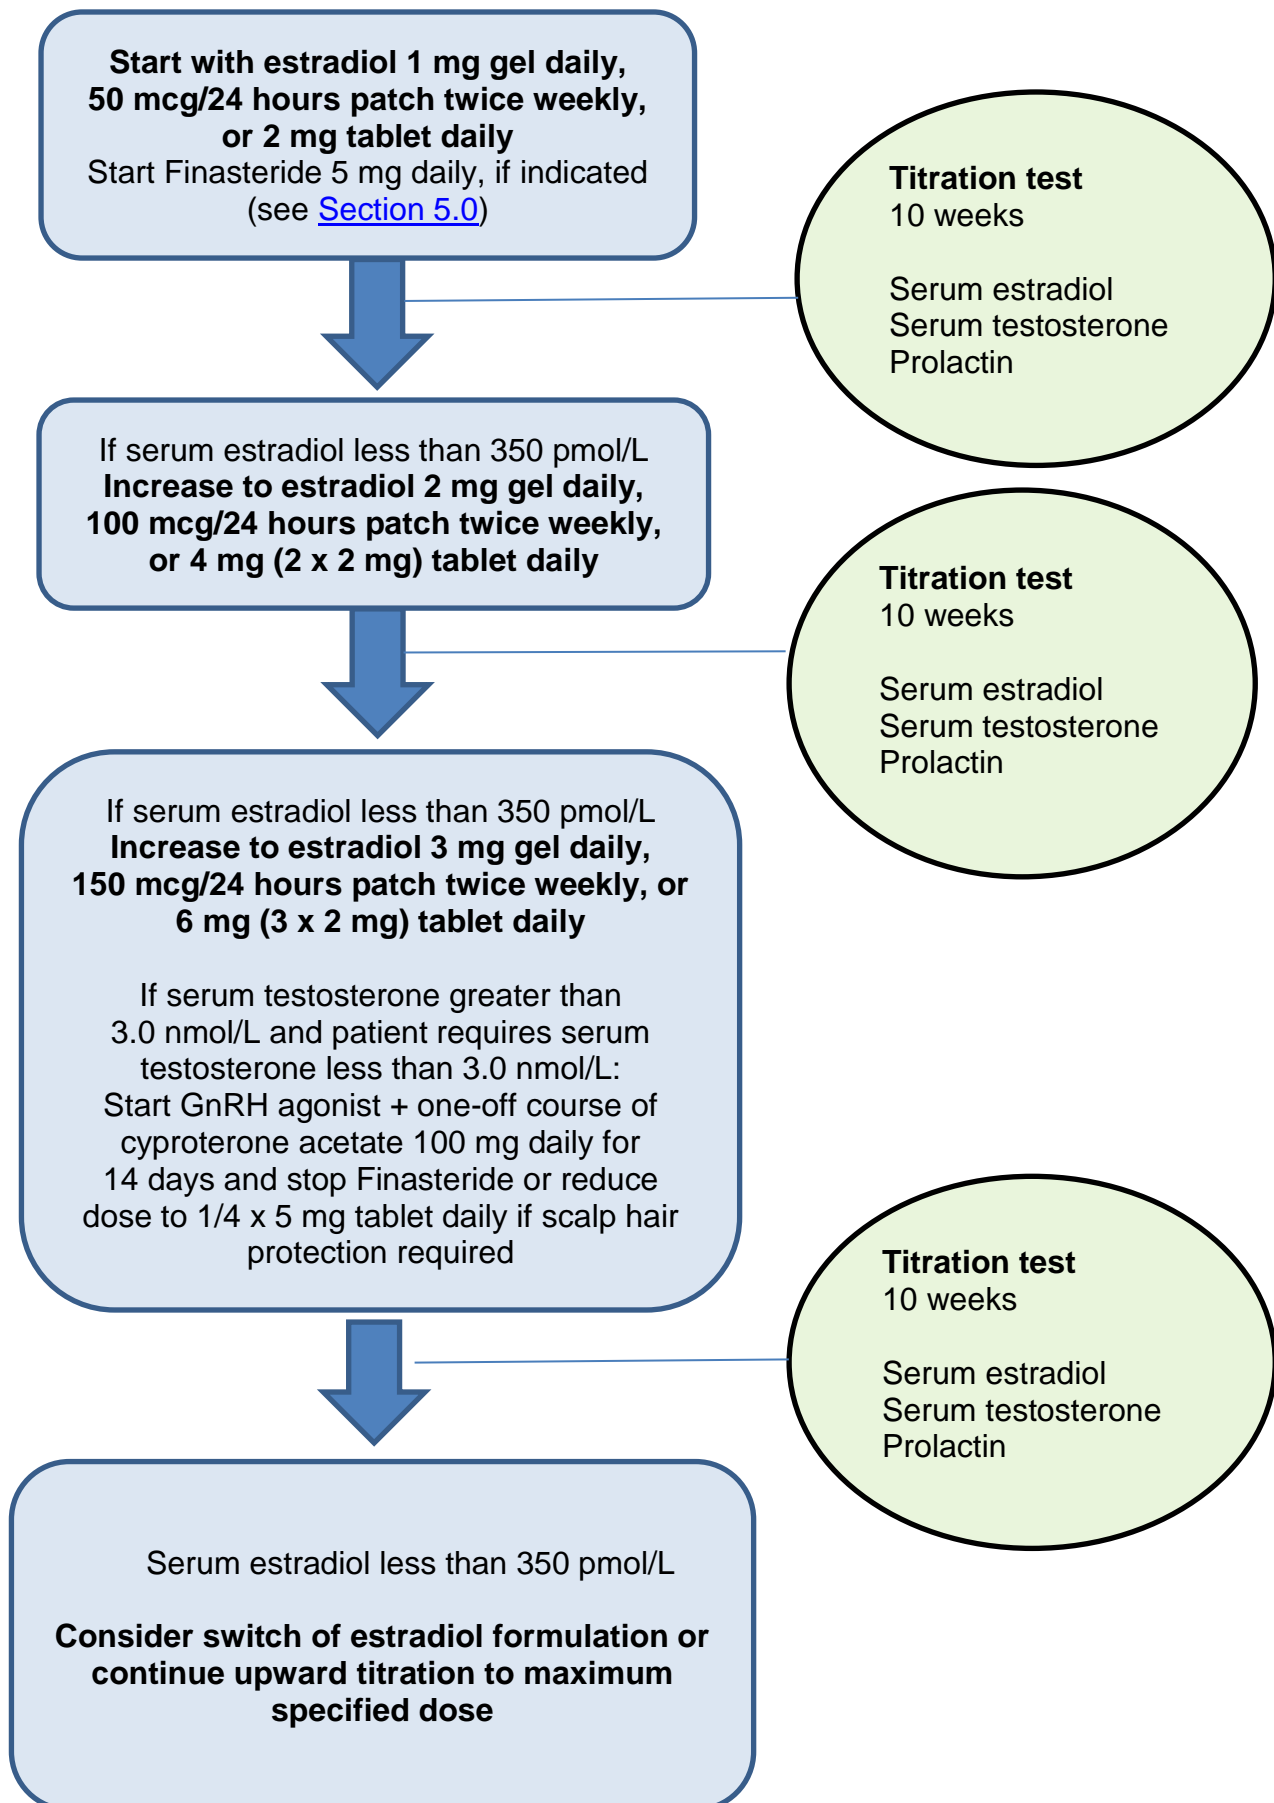 Start with estradiol 1 mg gel daily,
50 mcg/24 hours patch twice weekly,
or 2 mg tablet daily
Start Finasteride 5 mg daily, if indicated
(see Section 5.0)
Titration test
10 weeks
Serum estradiol
Serum testosterone
Prolactin
If serum estradiol less than 350 pmol/L
Increase to estradiol 2 mg gel daily,
100 mcg/24 hours patch twice weekly,
or 4 mg (2 x 2 mg) tablet daily
Titration test
10 weeks
Serum estradiol
Serum testosterone
Prolactin
If serum estradiol less than 350 pmol/L
Increase to estradiol 3 mg gel daily,
150 mcg/24 hours patch twice weekly, or
6 mg (3 x 2 mg) tablet daily
If serum testosterone greater than
3.0 nmol/L and patient requires serum
testosterone less than 3.0 nmol/L:
Start GnRH agonist + one-off course of
cyproterone acetate 100 mg daily for
14 days and stop Finasteride or reduce
dose to 1/4 x 5 mg tablet daily if scalp hair
protection required
Titration test
10 weeks
Serum estradiol
Serum testosterone
Prolactin
Serum estradiol less than 350 pmol/L
Consider switch of estradiol formulation or
continue upward titration to maximum
specified dose